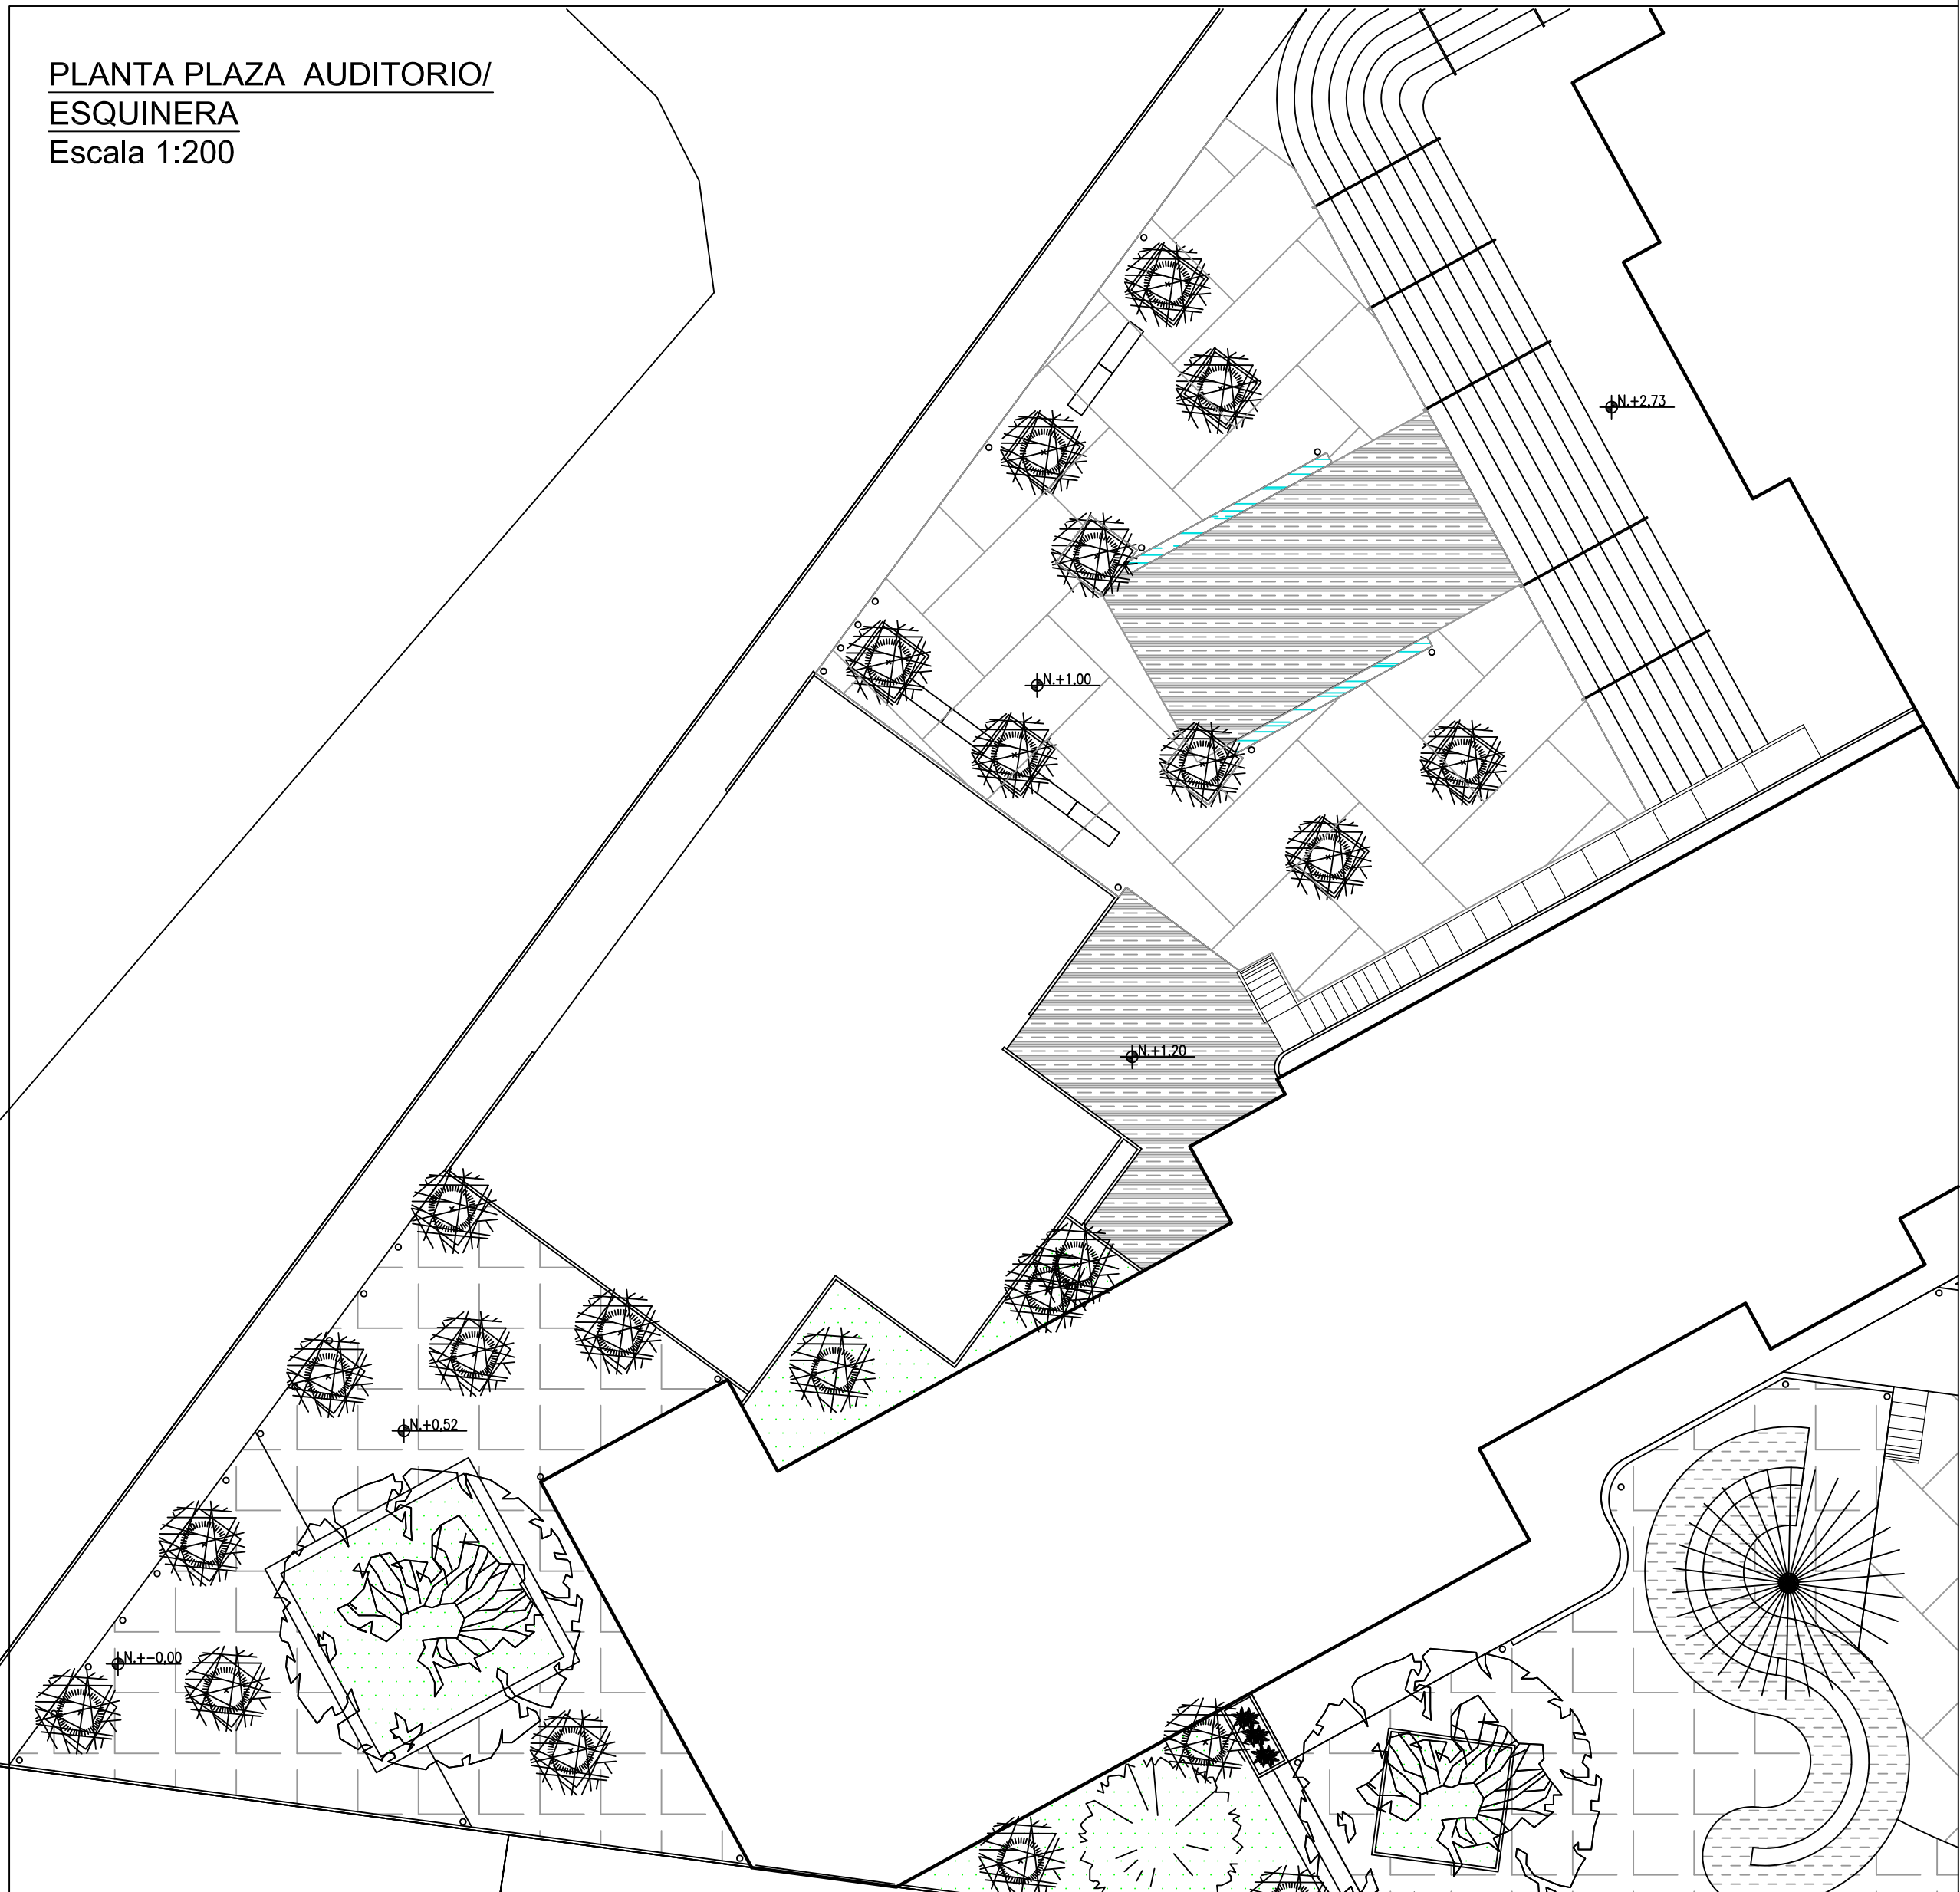 PLANTA PLAZA AUDITORIO/
ESQUINERA
Escala 1:200
N.+2,73
N.+1,00
N.+1,20
N.+0,52
N.+-0,00